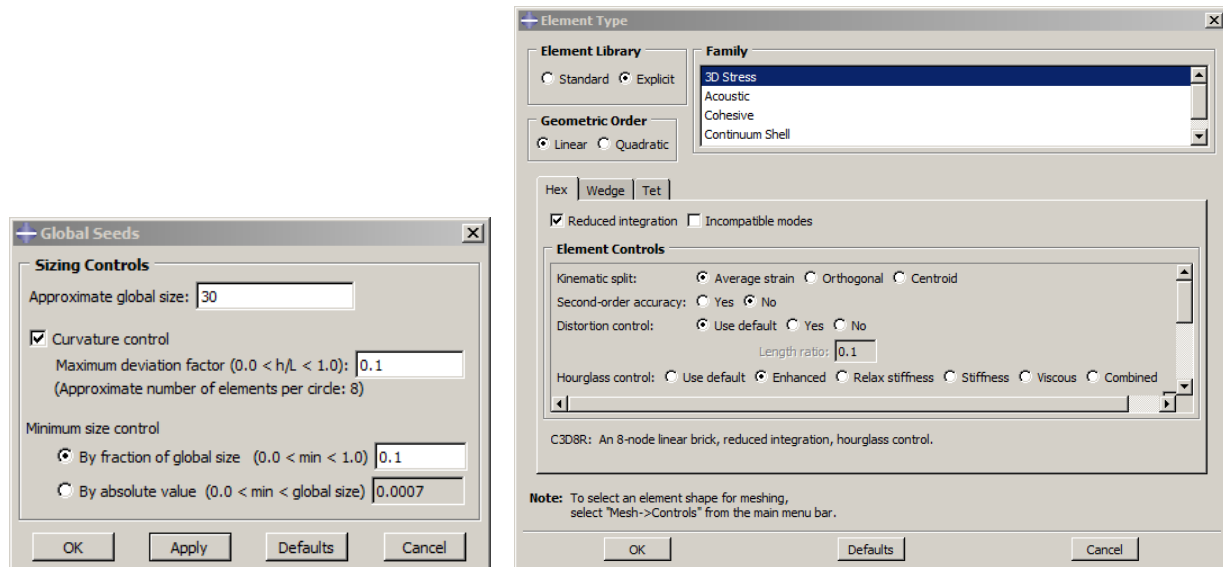 Global Seeds
Sizing Controls
Approximate global size: 30
Curvature control
Maximum deviation factor (0.0 < h/L < 1.0): 0.1
(Approximate number of elements per circle: 8)
Minimum size control
By fraction of global size (0.0 < min < 1.0) 0.1
By absolute value (0.0 < min < global size) 0.0007
OK Apply Defaults Cancel
Element Type
Element Library
Standard Explicit
Family
3D Stress
Acoustic
Cohesive
Continuum Shell
Geometric Order
Linear Quadratic
Hex Wedge Tet
Reduced integration Incompatible modes
Element Controls
Kinematic split: Average strain Orthogonal Centroid
Second-order accuracy: Yes No
Distortion control: Use default Yes No
Length ratio: 0.1
Hourglass control: Use default Enhanced Relax stiffness Stiffness Viscous Combined
C3D8R: An 8-node linear brick, reduced integration, hourglass control.
Note: To select an element shape for meshing,
select "Mesh->Controls" from the main menu bar.
OK Defaults Cancel